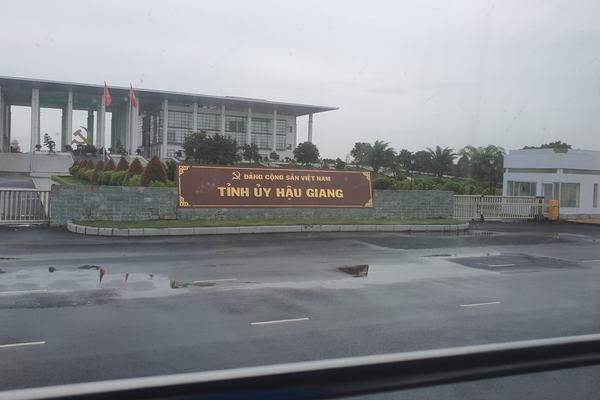 ĐẢNG CỘNG SẢN VIỆT NAM
TỈNH ỦY HẬU GIANG